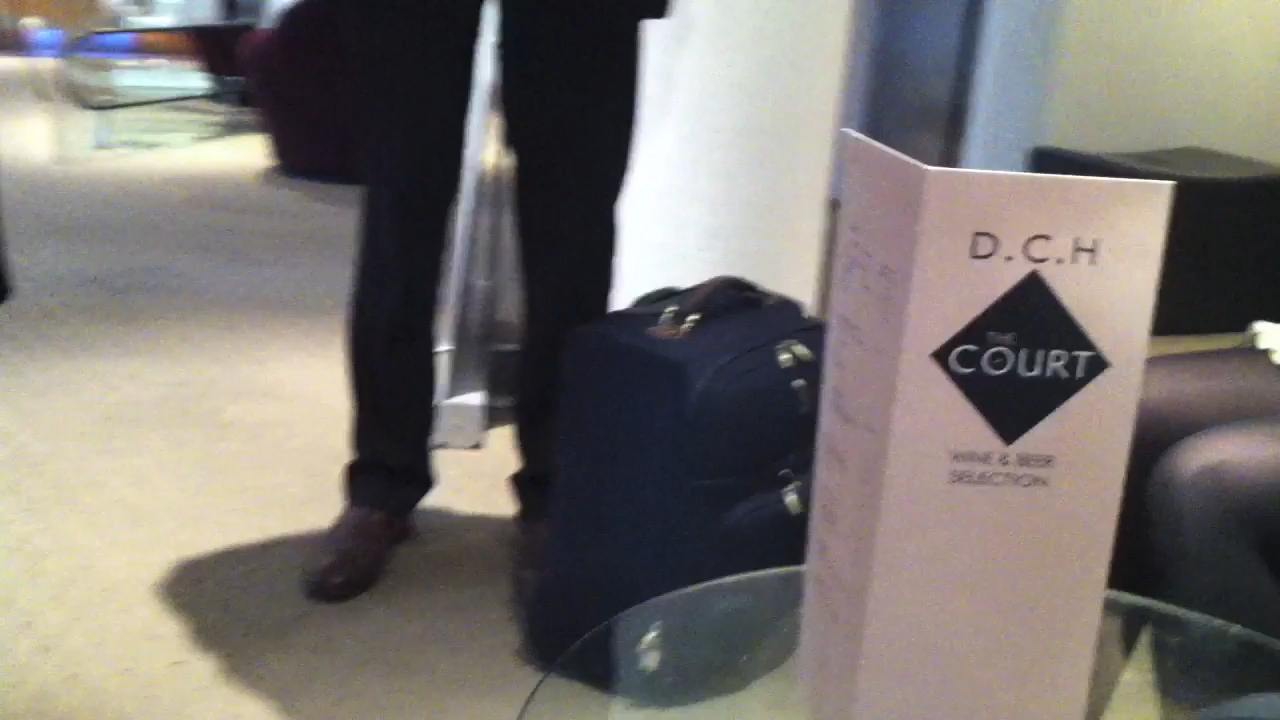 D.C.H
THE
COURT
WINE & BEER
SELECTION